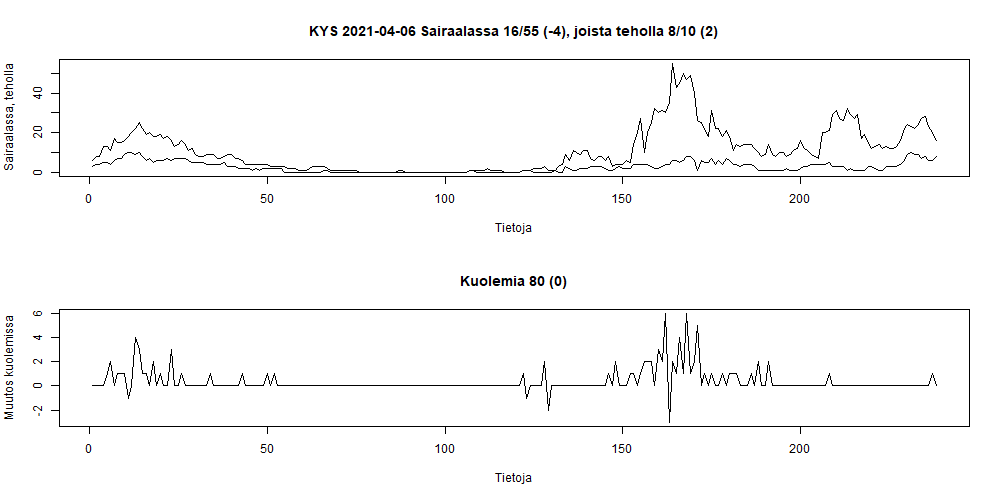 KYS 2021-04-06 Sairaalassa 16/55 (-4), joista teholla 8/10 (2)
Sairaalassa, teholla
0 20 40
0 50 100 150 200
Tietoja
Kuolemia 80 (0)
Muutos kuolemissa
-2 0 2 4 6
0 50 100 150 200
Tietoja